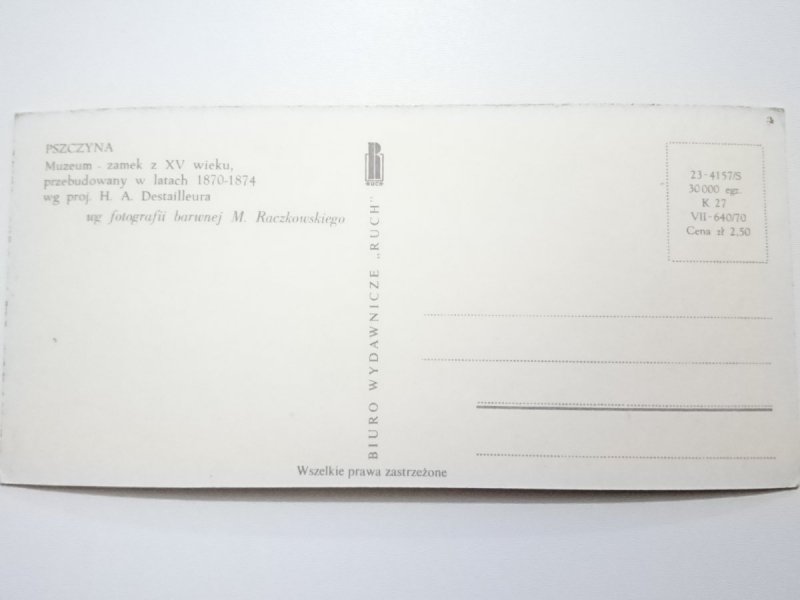 PSZCZYNA
Muzeum - zamek z XV wieku,
przebudowany w latach 1870-1874
wg proj. H. A. Destailleura
wg fotografii barwnej M. Raczkowskiego
R
RUCH
BIURO WYDAWNICZE „RUCH"
23-4157/S
30 000 egz.
K 27
VII-640/70
Cena zł 2,50
Wszelkie prawa zastrzeżone